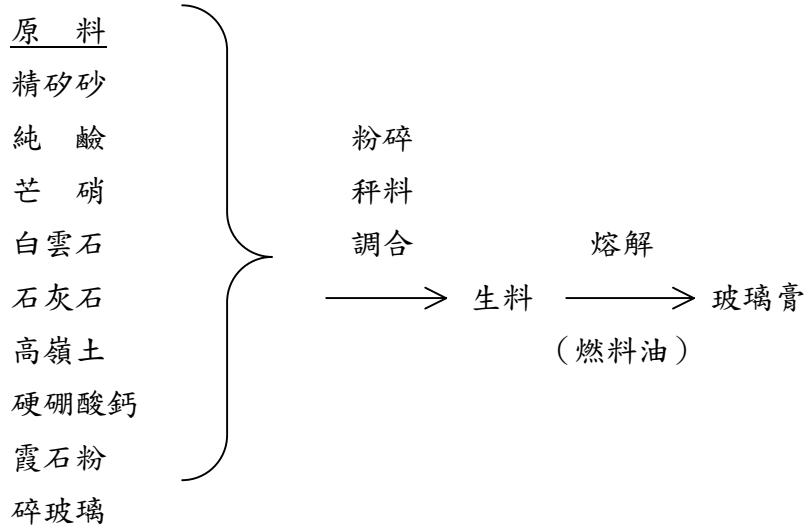 原　料
精矽砂
純　鹼
芒　硝
白雲石
石灰石
高嶺土
硬硼酸鈣
霞石粉
碎玻璃
粉碎
秤料
調合
生料
熔解
（燃料油）
玻璃膏